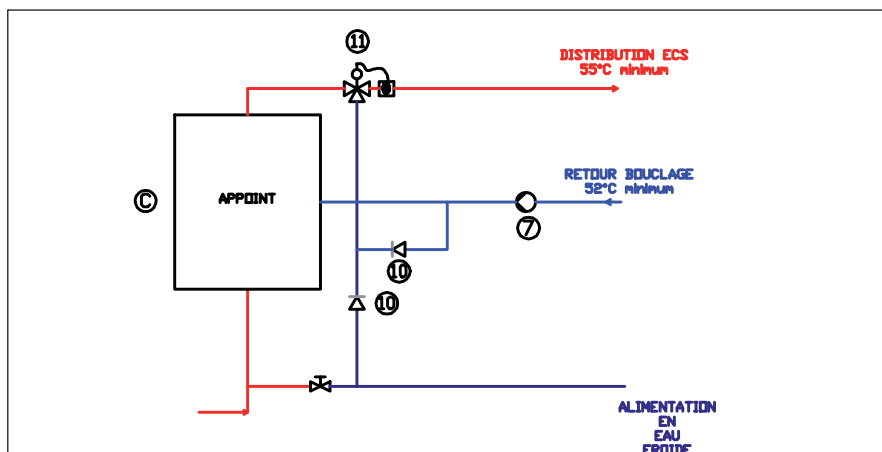 11
DISTRIBUTION ECS
55°C minimum
C
APPOINT
RETOUR BOUCLAGE
52°C minimum
7
10
10
ALIMENTATION
EN
EAU
FROIDE